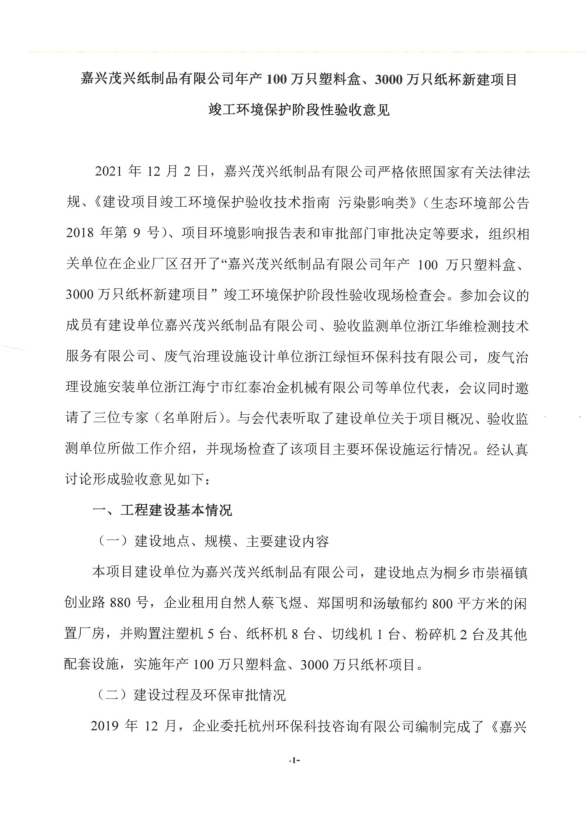 嘉兴茂兴纸制品有限公司年产 100 万只塑料盒、3000 万只纸杯新建项目
竣工环境保护阶段性验收意见
2021 年 12 月 2 日，嘉兴茂兴纸制品有限公司严格依照国家有关法律法
规、《建设项目竣工环境保护验收技术指南 污染影响类》（生态环境部公告
2018 年第 9 号）、项目环境影响报告表和审批部门审批决定等要求，组织相
关单位在企业厂区召开了“嘉兴茂兴纸制品有限公司年产 100 万只塑料盒、
3000 万只纸杯新建项目”竣工环境保护阶段性验收现场检查会。参加会议的
成员有建设单位嘉兴茂兴纸制品有限公司、验收监测单位浙江华维检测技术
服务有限公司、废气治理设施设计单位浙江绿恒环保科技有限公司，废气治
理设施安装单位浙江海宁市红泰冶金机械有限公司等单位代表，会议同时邀
请了三位专家（名单附后）。与会代表听取了建设单位关于项目概况、验收监
测单位所做工作介绍，并现场检查了该项目主要环保设施运行情况。经认真
讨论形成验收意见如下：
一、工程建设基本情况
（一）建设地点、规模、主要建设内容
本项目建设单位为嘉兴茂兴纸制品有限公司，建设地点为桐乡市崇福镇
创业路 880 号，企业租用自然人蔡飞煜、郑国明和汤敏郁约 800 平方米的闲
置厂房，并购置注塑机 5 台、纸杯机 8 台、切线机 1 台、粉碎机 2 台及其他
配套设施，实施年产 100 万只塑料盒、3000 万只纸杯项目。
（二）建设过程及环保审批情况
2019 年 12 月，企业委托杭州环保科技咨询有限公司编制完成了《嘉兴
-1-